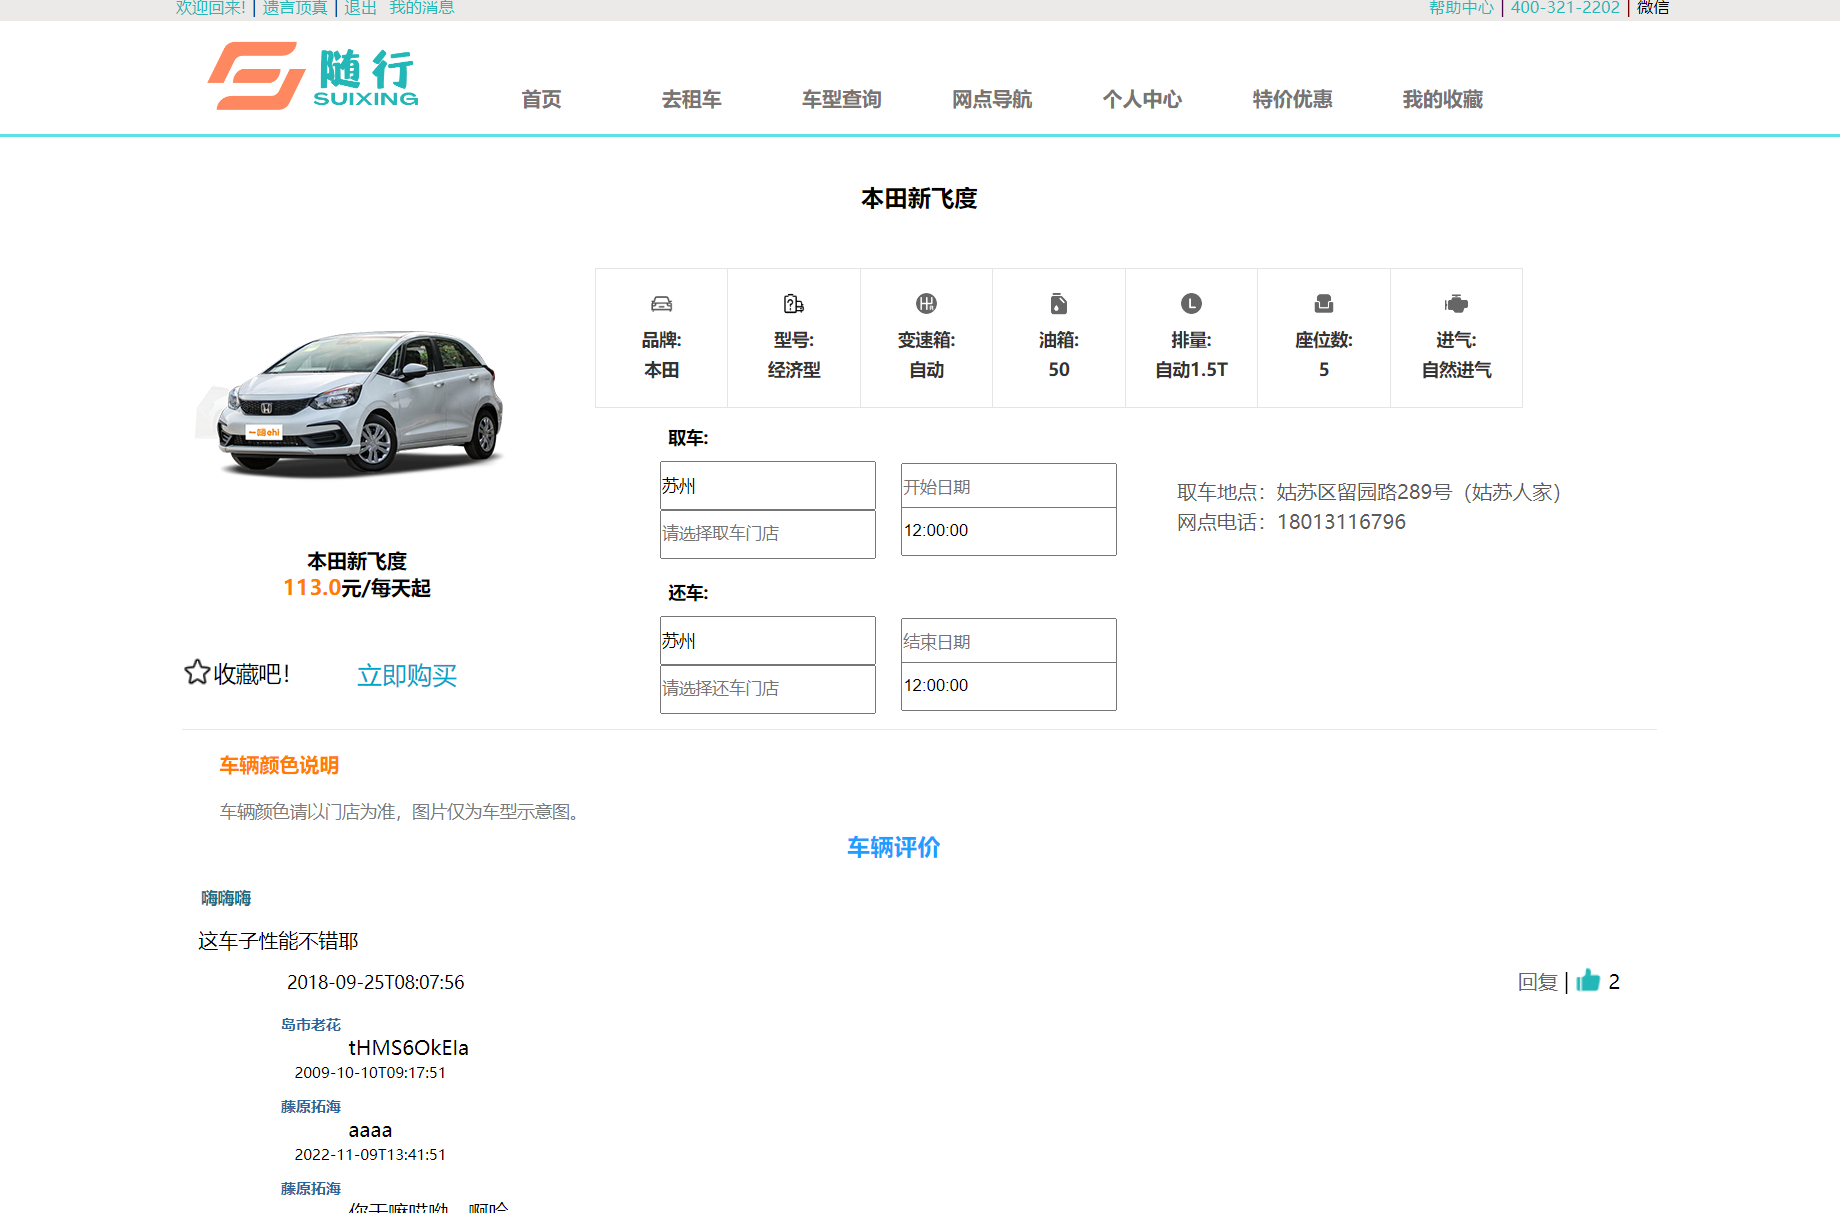 欢迎回来! | 遗言顶真 | 退出 我的消息
帮助中心 | 400-321-2202 | 微信
随行
SUIXING
首页 去租车 车型查询 网点导航 个人中心 特价优惠 我的收藏
本田新飞度
品牌: 型号: 变速箱: 油箱: 排量: 座位数: 进气:
本田 经济型 自动 50 自动1.5T 5 自然进气
一嗨 eHi
本田新飞度
113.0元/每天起
收藏吧！ 立即购买
取车:
苏州 开始日期
请选择取车门店 12:00:00
取车地点：姑苏区留园路289号（姑苏人家）
网点电话：18013116796
还车:
苏州 结束日期
请选择还车门店 12:00:00
车辆颜色说明
车辆颜色请以门店为准，图片仅为车型示意图。
车辆评价
嗨嗨嗨
这车子性能不错耶
2018-09-25T08:07:56
回复 | 2
岛市老花
tHMS6OkEIa
2009-10-10T09:17:51
藤原拓海
aaaa
2022-11-09T13:41:51
藤原拓海
你干嘛哎呦，啊哈